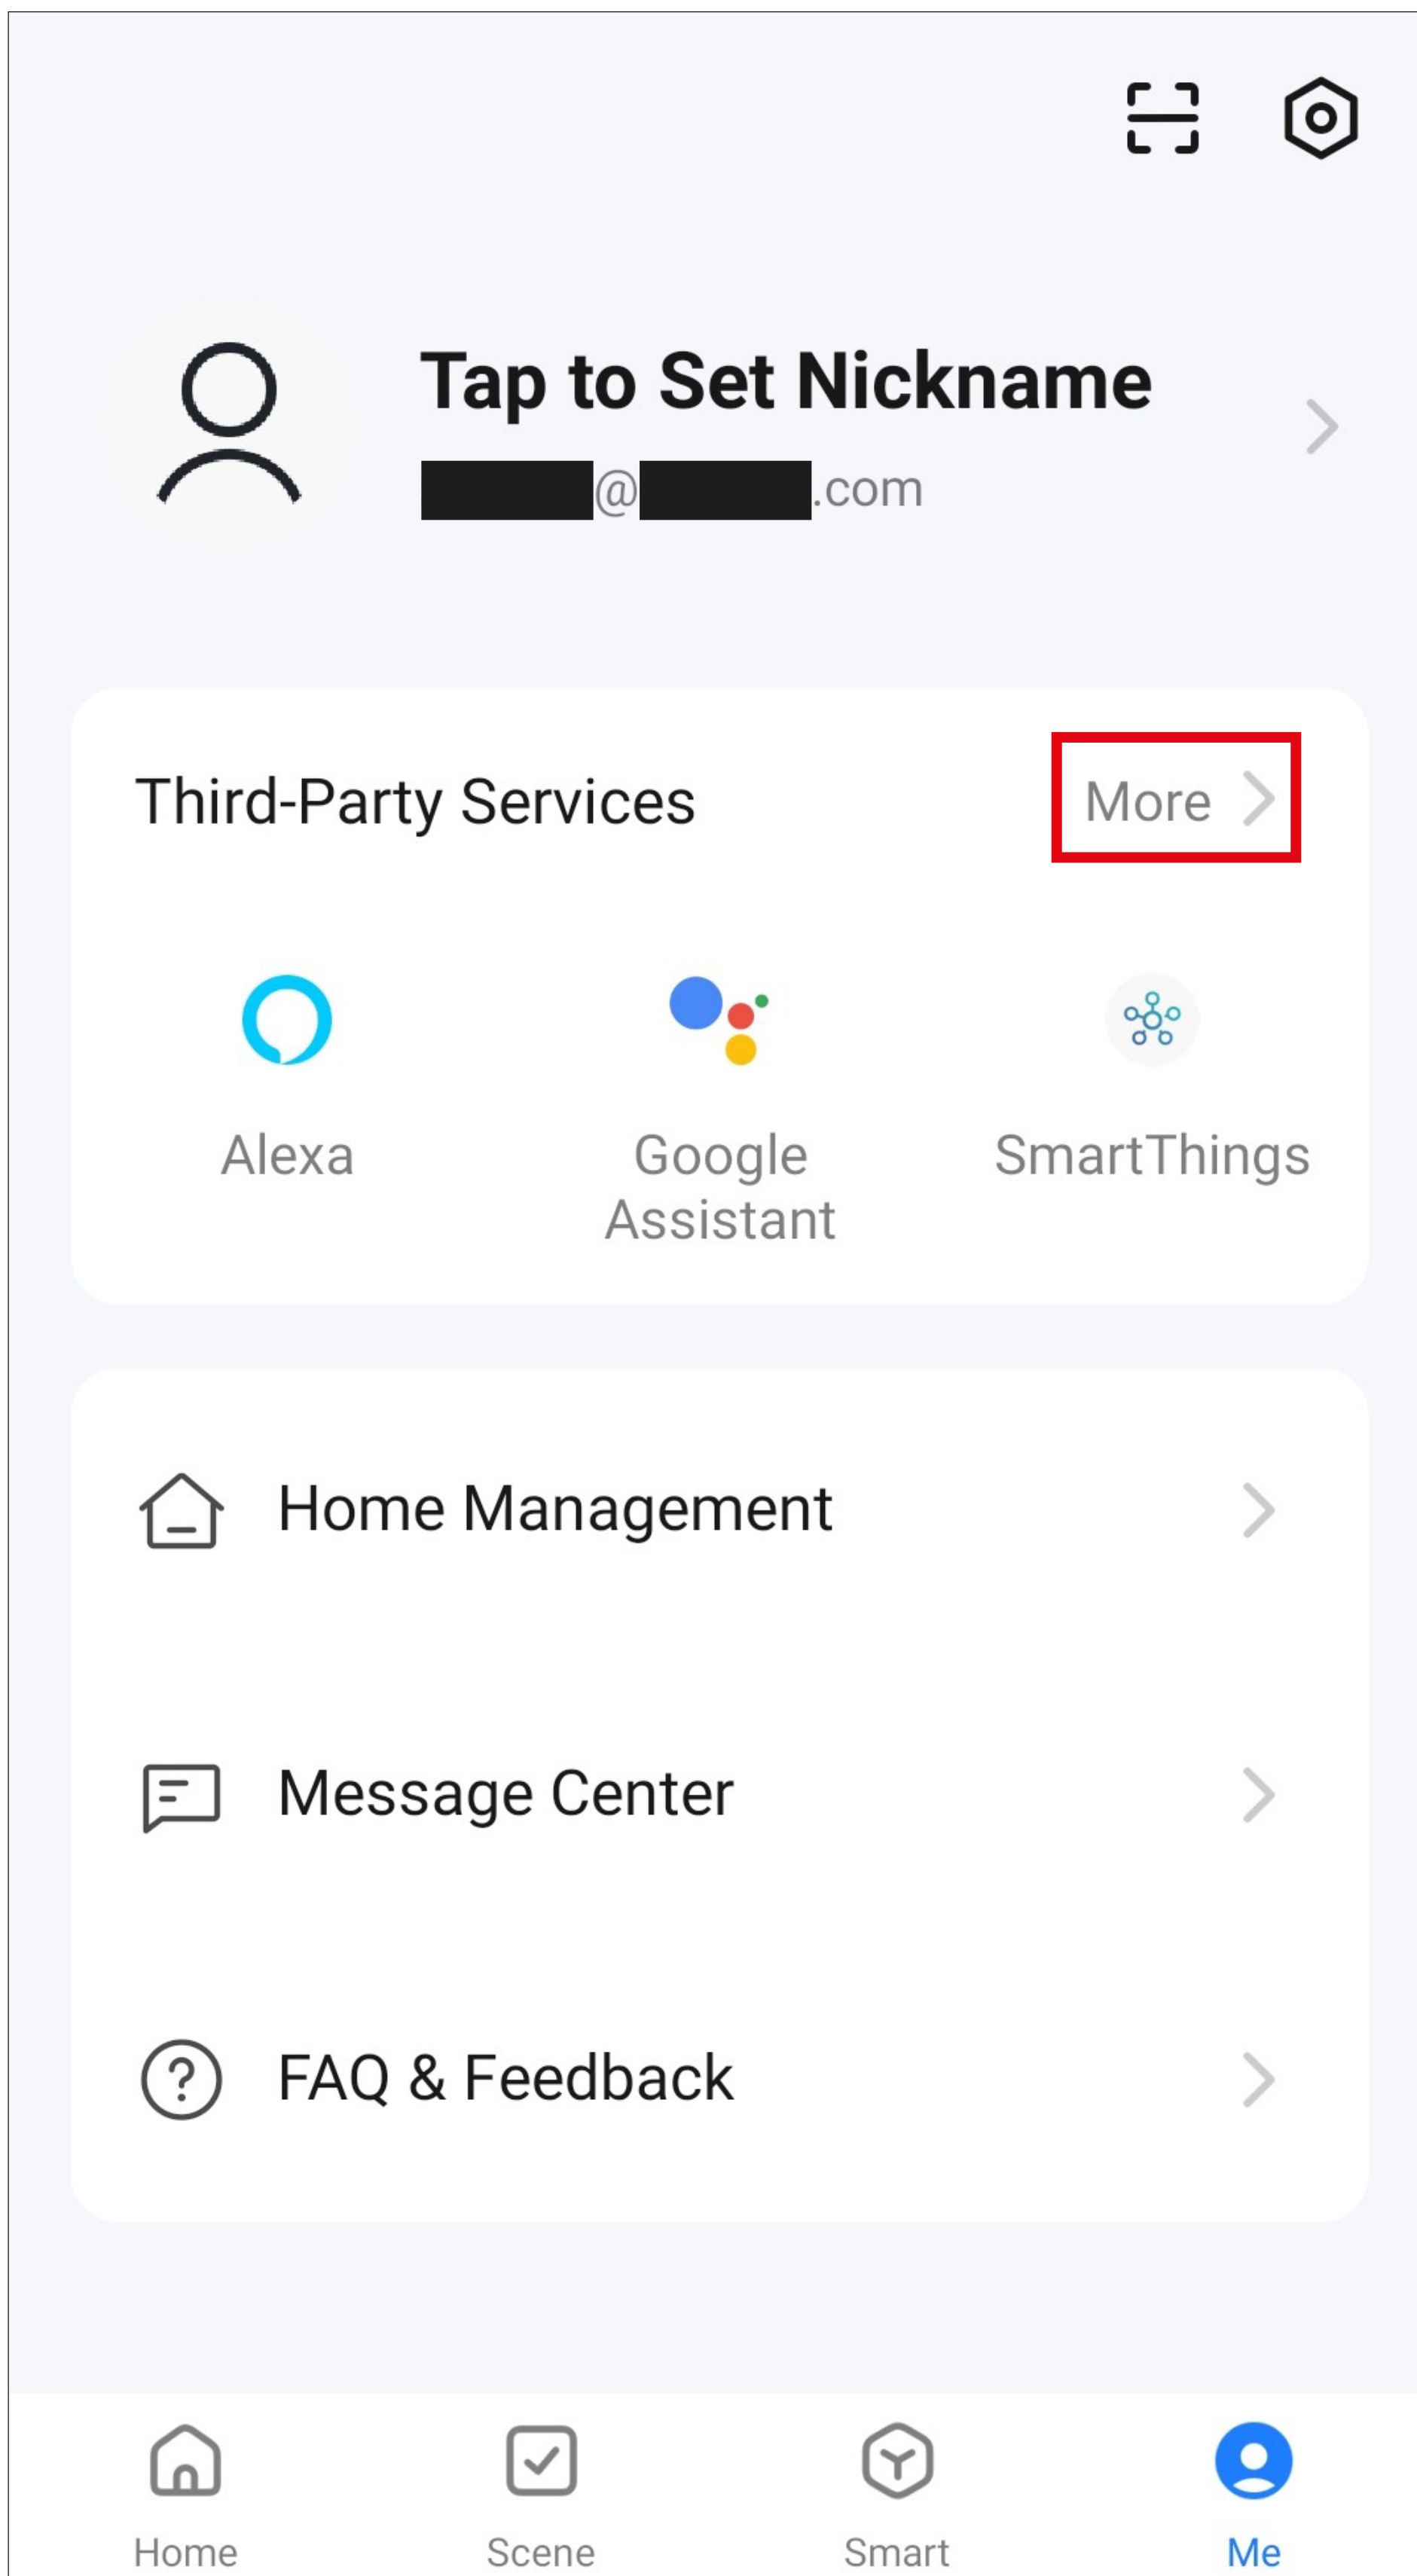 Tap to Set Nickname
@ .com
Third-Party Services
More
Alexa
Google
Assistant
SmartThings
Home Management
Message Center
FAQ & Feedback
Home
Scene
Smart
Me